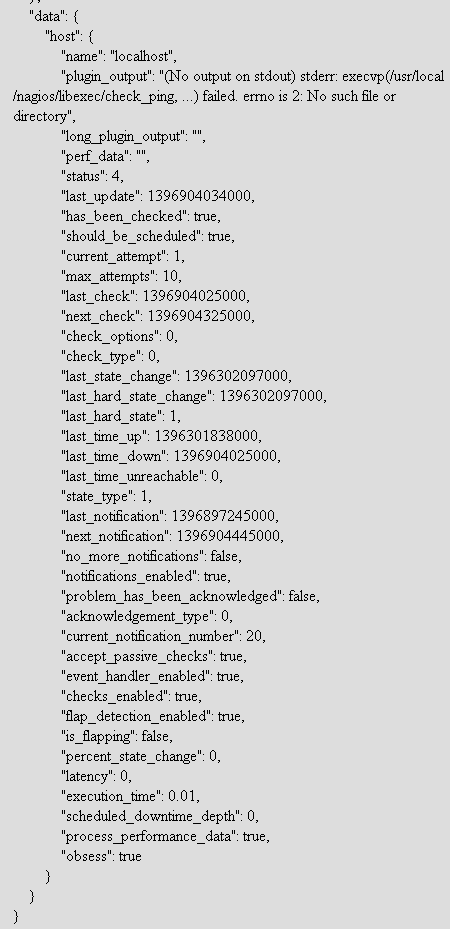 },
"data": {
"host": {
"name": "localhost",
"plugin_output": "(No output on stdout) stderr: execvp(/usr/local
/nagios/libexec/check_ping, ...) failed. errno is 2: No such file or
directory",
"long_plugin_output": "",
"perf_data": "",
"status": 4,
"last_update": 1396904034000,
"has_been_checked": true,
"should_be_scheduled": true,
"current_attempt": 1,
"max_attempts": 10,
"last_check": 1396904025000,
"next_check": 1396904325000,
"check_options": 0,
"check_type": 0,
"last_state_change": 1396302097000,
"last_hard_state_change": 1396302097000,
"last_hard_state": 1,
"last_time_up": 1396301838000,
"last_time_down": 1396904025000,
"last_time_unreachable": 0,
"state_type": 1,
"last_notification": 1396897245000,
"next_notification": 1396904445000,
"no_more_notifications": false,
"notifications_enabled": true,
"problem_has_been_acknowledged": false,
"acknowledgement_type": 0,
"current_notification_number": 20,
"accept_passive_checks": true,
"event_handler_enabled": true,
"checks_enabled": true,
"flap_detection_enabled": true,
"is_flapping": false,
"percent_state_change": 0,
"latency": 0,
"execution_time": 0.01,
"scheduled_downtime_depth": 0,
"process_performance_data": true,
"obsess": true
}
}
}